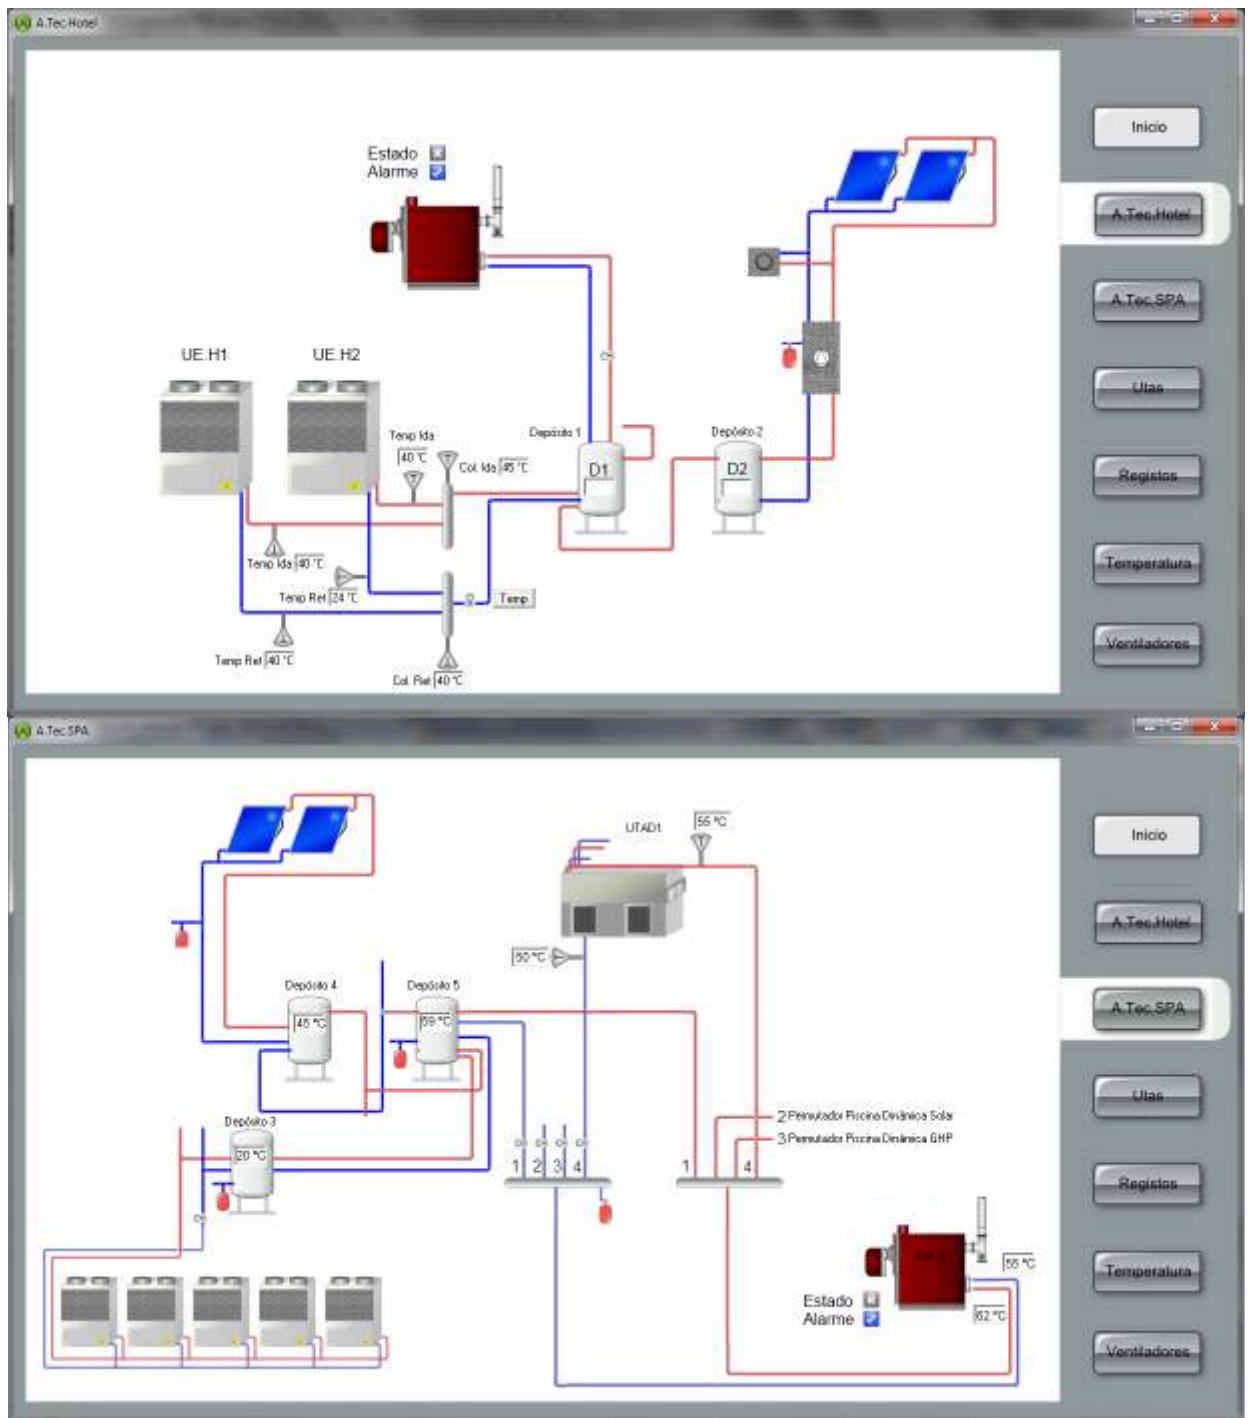 A.Tec.Hotel
Inicio
Estado
Alarme
A.Tec.Hotel
A.Tec.SPA
UE.H1
UE.H2
Utas
Temp Ida
40 °C
Depósito 1
Depósito 2
Col. Ida 45 °C
D1
D2
Registos
Temp Ida 40 °C
Temperatura
Temp Ret 24 °C
Temp
Ventiladores
Temp Ret 40 °C
Col. Ret 40 °C
A.Tec.SPA
Inicio
UTAD1
55 °C
A.Tec.Hotel
50 °C
Depósito 4
Depósito 5
A.Tec.SPA
45 °C
59 °C
Utas
Depósito 3
2 Permutador Piscina Dinâmica Solar
3 Permutador Piscina Dinâmica GHP
20 °C
1 2 3 4
1 4
Registos
55 °C
Temperatura
Estado
Alarme
62 °C
Ventiladores